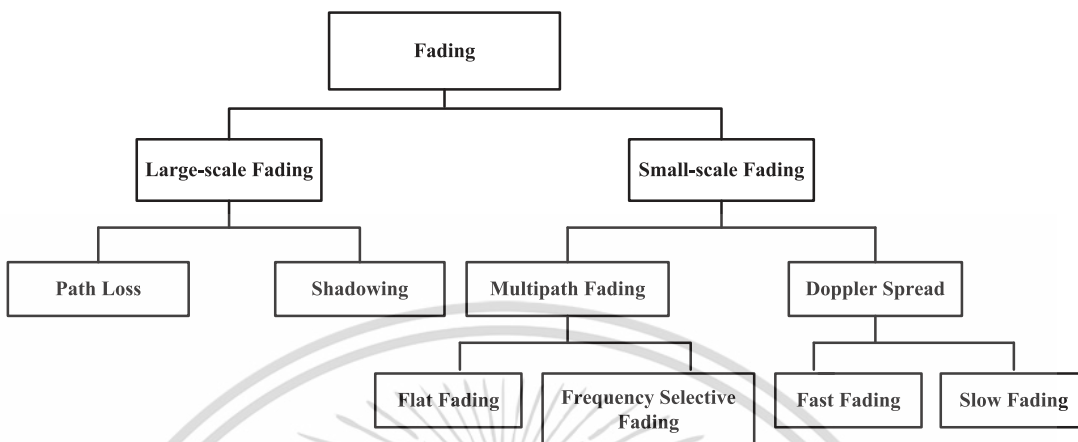 Fading
Large-scale Fading
Small-scale Fading
Path Loss
Shadowing
Multipath Fading
Doppler Spread
Flat Fading
Frequency Selective
Fading
Fast Fading
Slow Fading